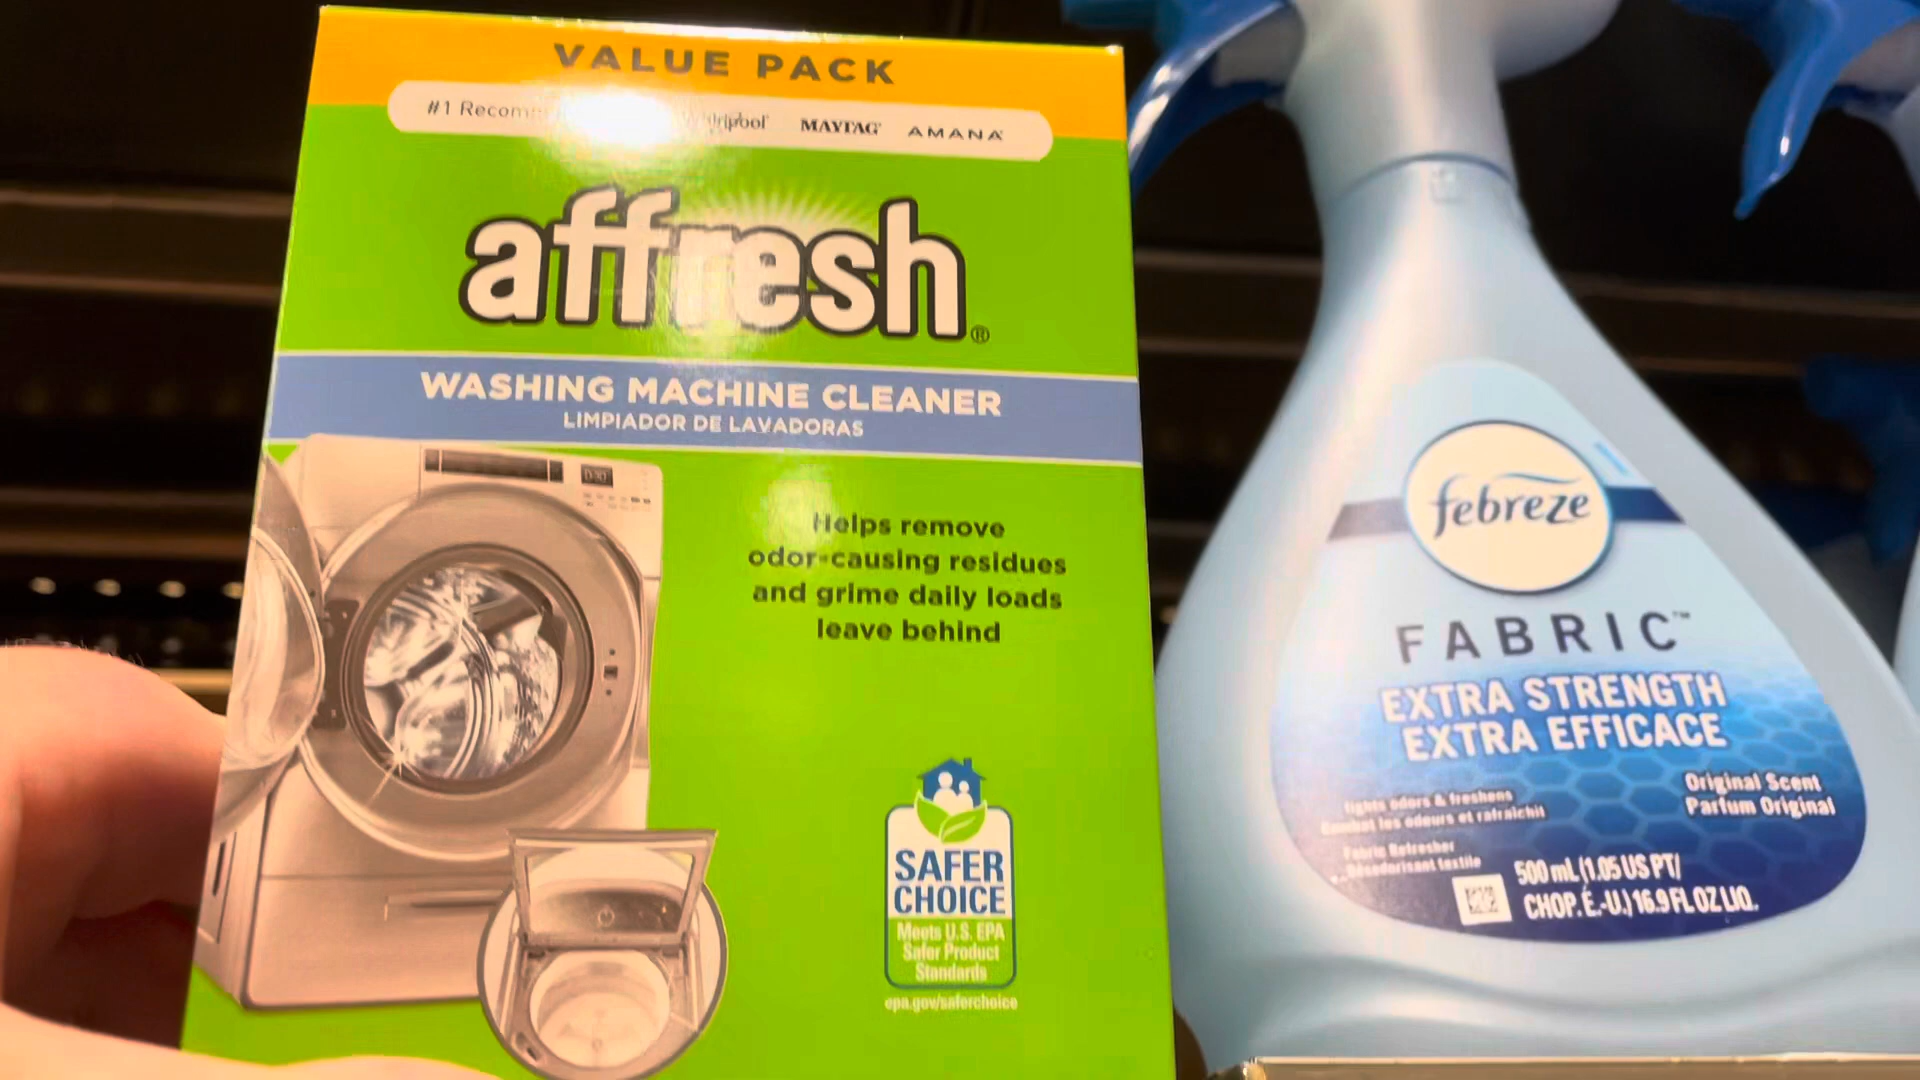 VALUE PACK
#1 Whirlpool MAYTAG AMANA
affresh®
WASHING MACHINE CLEANER
LIMPIADOR DE LAVADORAS
Helps remove
odor-causing residues
and grime daily loads
leave behind
SAFER
CHOICE
Meets U.S. EPA
Safer Product
Standards
epa.gov/saferchoice
febreze
FABRIC™
EXTRA STRENGTH
EXTRA EFFICACE
Original Scent
Parfum Original
fights odors & freshens
Combat les odeurs et rafraîchit
Fabric Refresher
Désodorisant textile
500 mL (1.05 US PT/
CHOP. É.-U.) 16.9 FL OZ LIQ.